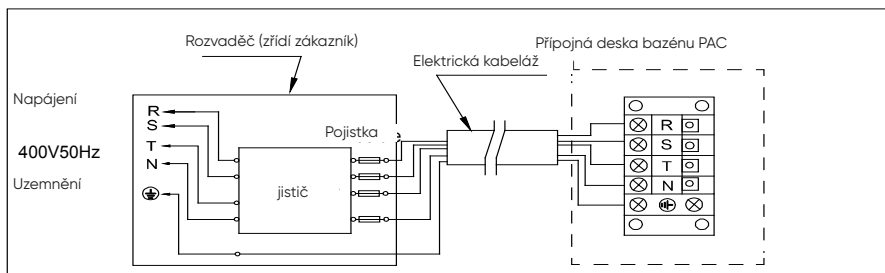 Rozvaděč (zřídí zákazník)
Elektrická kabeláž
Přípojná deska bazénu PAC
Napájení
400V50Hz
Uzemnění
R
S
T
N
Pojistka
jistič
R
S
T
N